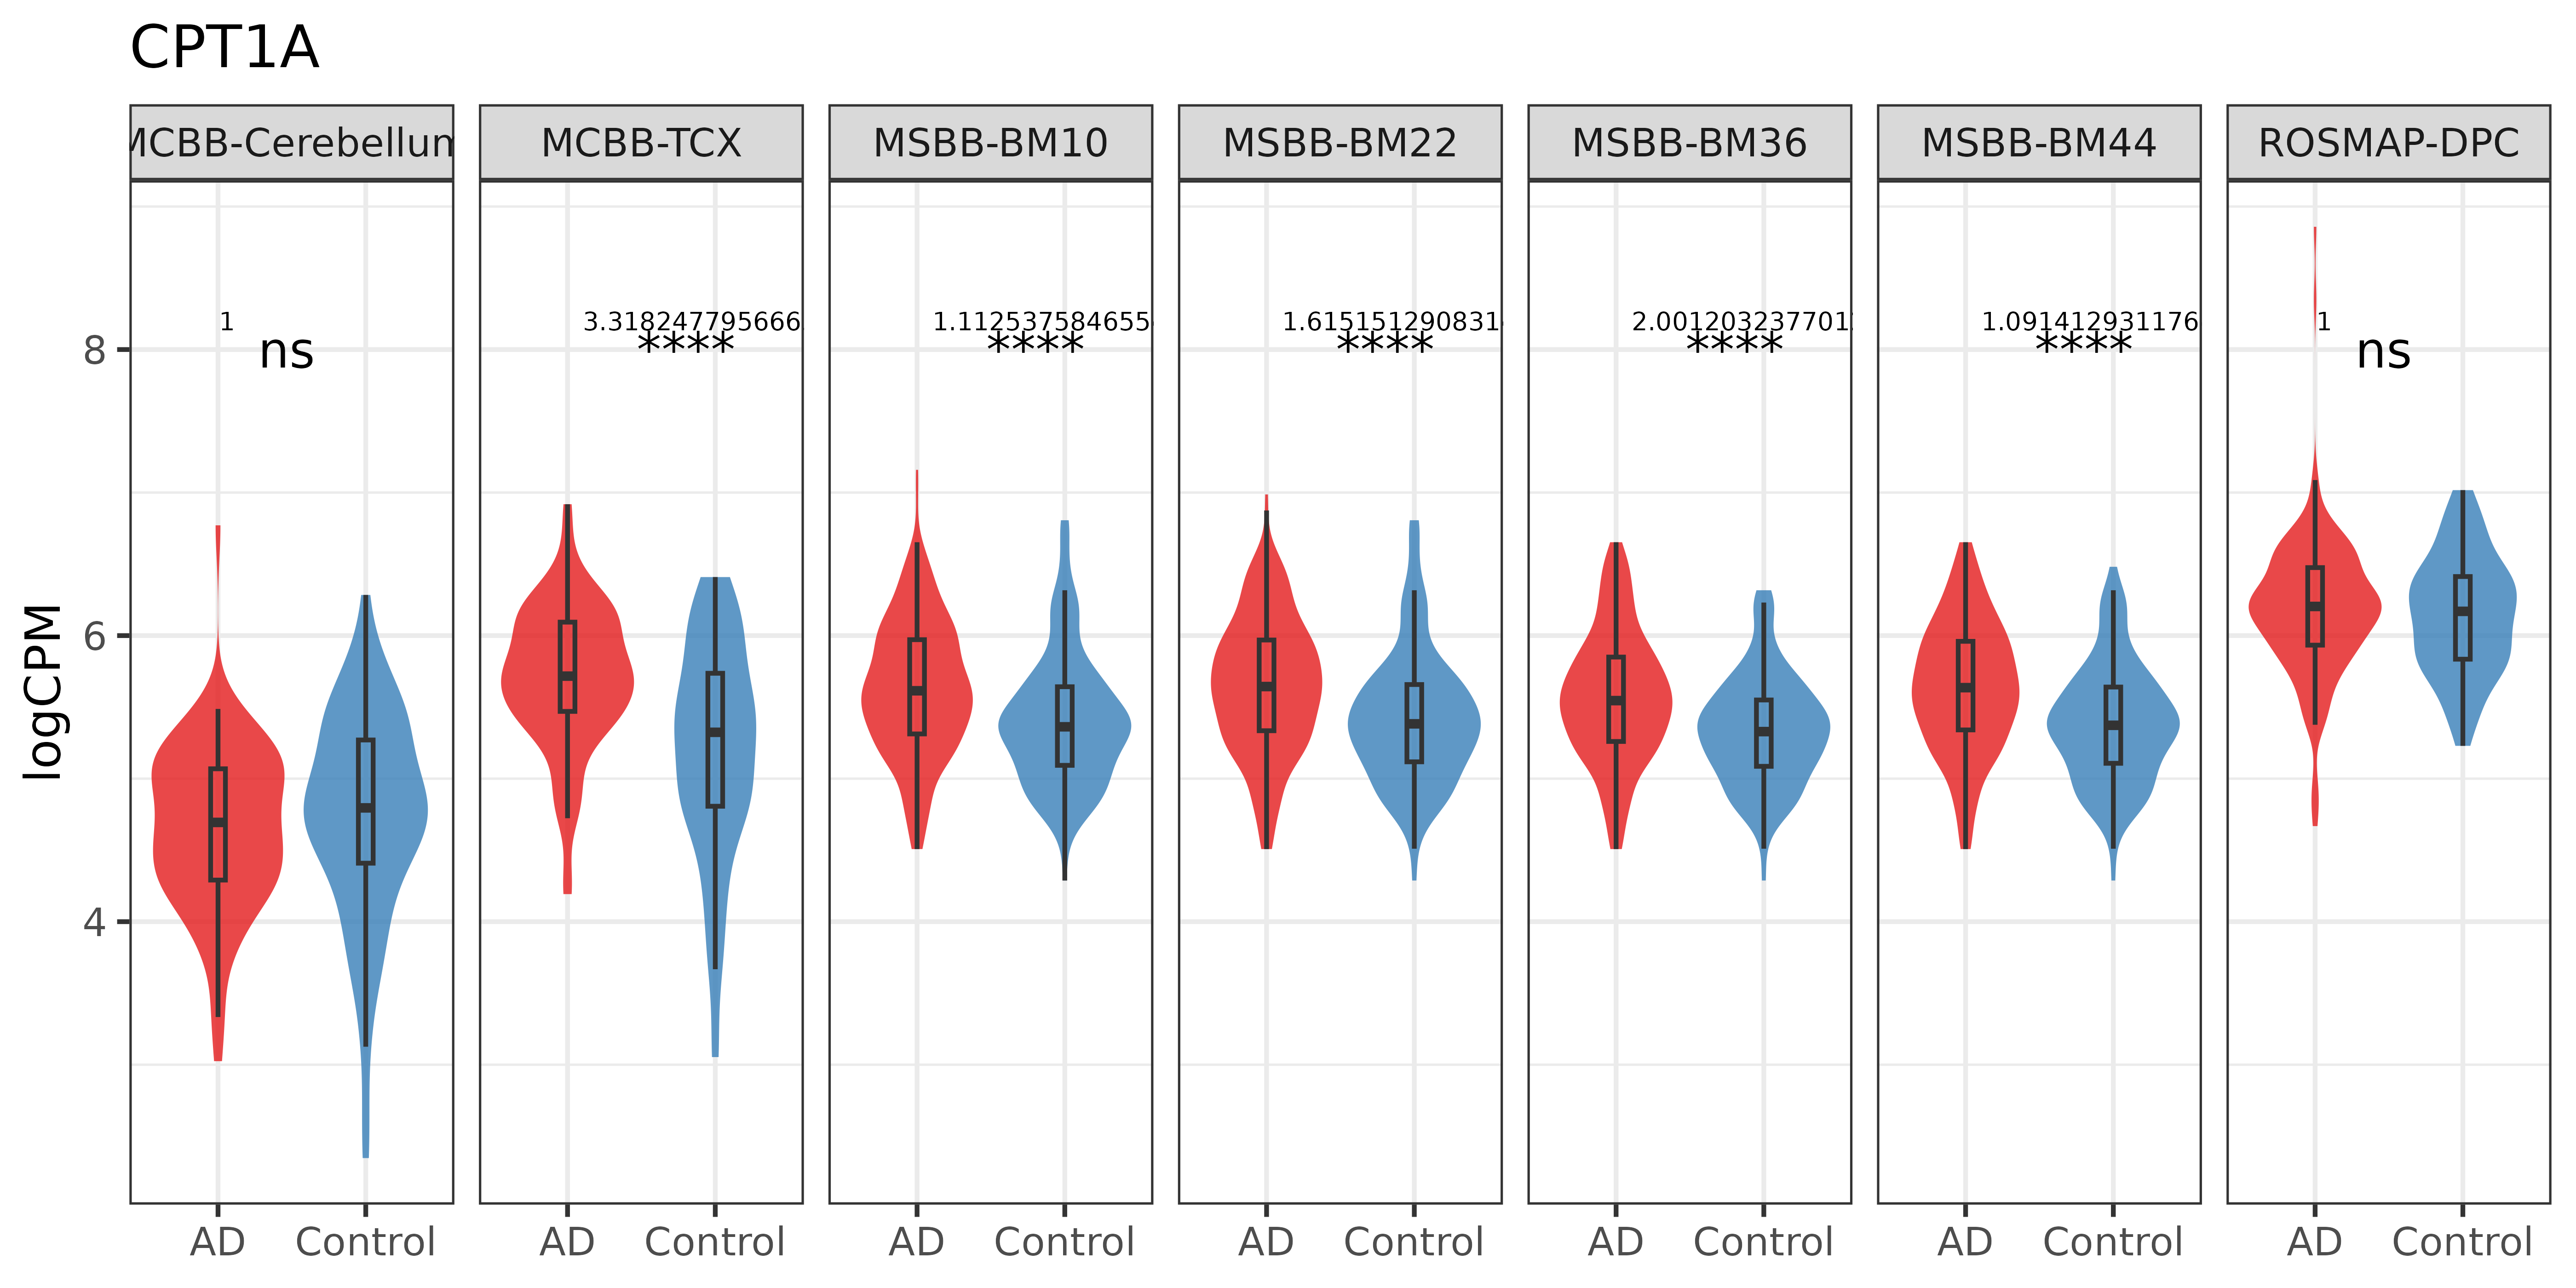 CPT1A
MCBB-Cerebellum MCBB-TCX MSBB-BM10 MSBB-BM22 MSBB-BM36 MSBB-BM44 ROSMAP-DPC
1 3.318247795666 1.112537584655 1.615151290831 2.001203237701 1.091412931176 1
ns **** **** **** **** **** ns
8
6
4
logCPM
AD Control AD Control AD Control AD Control AD Control AD Control AD Control